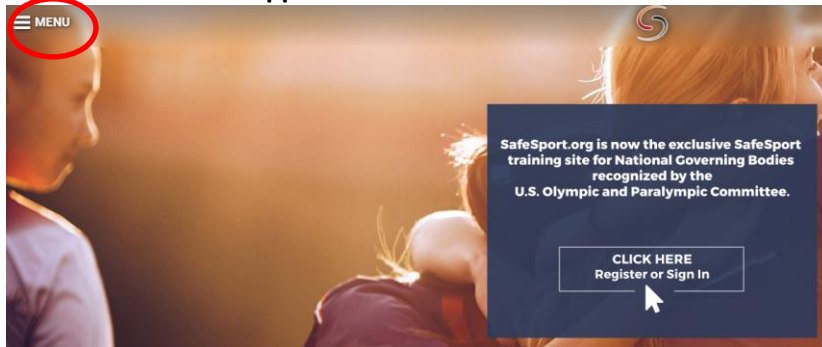 MENU
SafeSport.org is now the exclusive SafeSport
training site for National Governing Bodies
recognized by the
U.S. Olympic and Paralympic Committee.
CLICK HERE
Register or Sign In